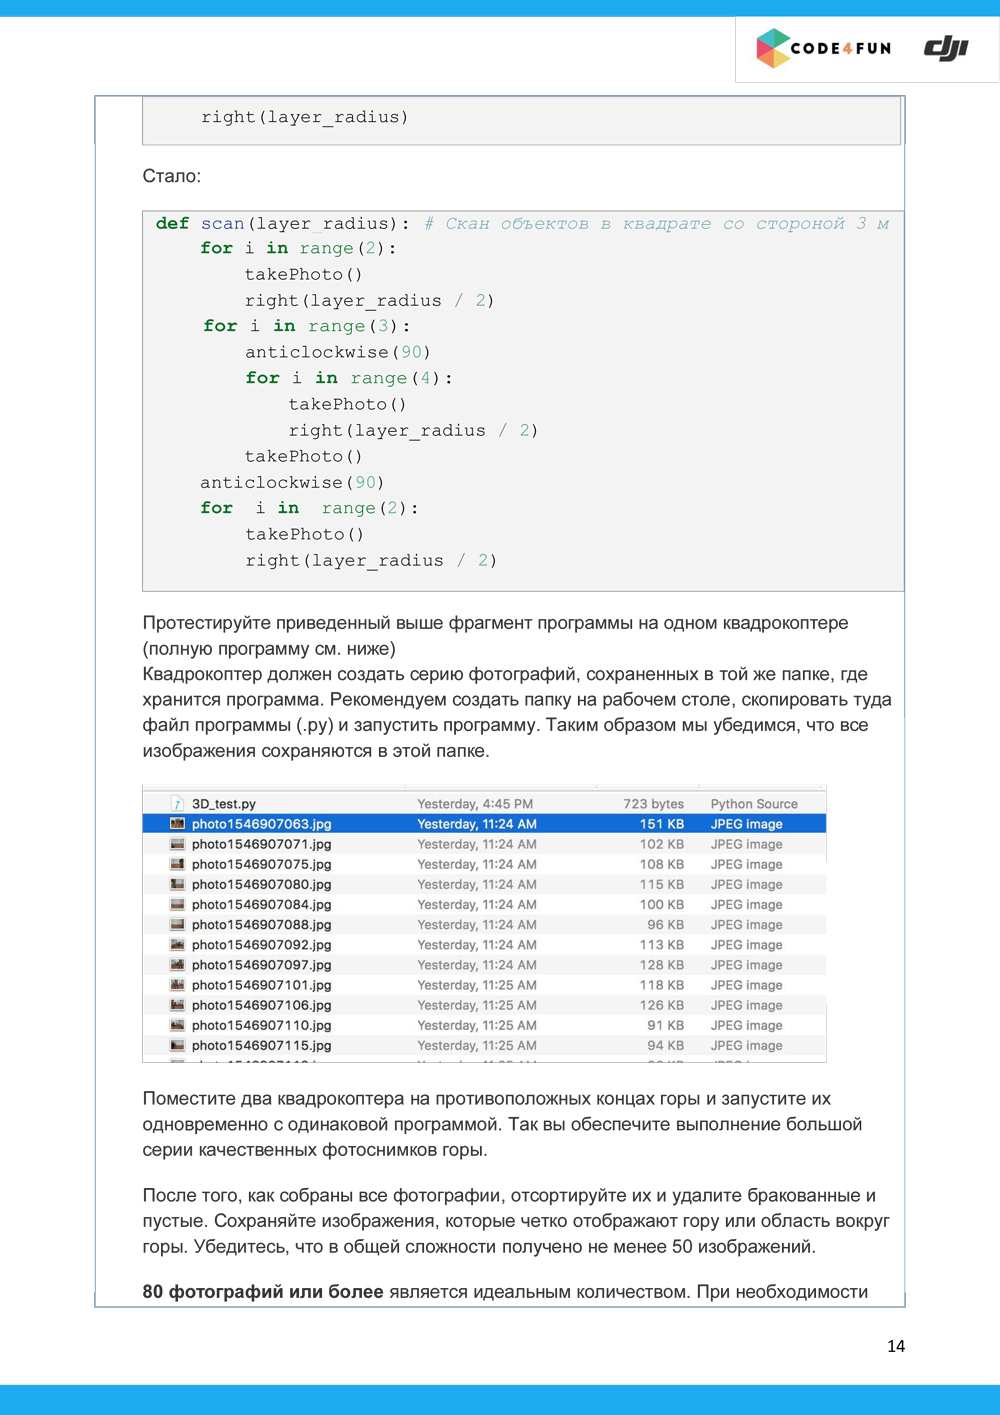 CODE4FUN dji
right(layer_radius)
Стало:
def scan(layer_radius): # Скан объектов в квадрате со стороной 3 м
for i in range(2):
takePhoto()
right(layer_radius / 2)
for i in range(3):
anticlockwise(90)
for i in range(4):
takePhoto()
right(layer_radius / 2)
takePhoto()
anticlockwise(90)
for i in range(2):
takePhoto()
right(layer_radius / 2)
Протестируйте приведенный выше фрагмент программы на одном квадрокоптере
(полную программу см. ниже)
Квадрокоптер должен создать серию фотографий, сохраненных в той же папке, где
хранится программа. Рекомендуем создать папку на рабочем столе, скопировать туда
файл программы (.py) и запустить программу. Таким образом мы убедимся, что все
изображения сохраняются в этой папке.
3D_test.py Yesterday, 4:45 PM 723 bytes Python Source
photo1546907063.jpg Yesterday, 11:24 AM 151 KB JPEG image
photo1546907071.jpg Yesterday, 11:24 AM 102 KB JPEG image
photo1546907075.jpg Yesterday, 11:24 AM 108 KB JPEG image
photo1546907080.jpg Yesterday, 11:24 AM 115 KB JPEG image
photo1546907084.jpg Yesterday, 11:24 AM 100 KB JPEG image
photo1546907088.jpg Yesterday, 11:24 AM 96 KB JPEG image
photo1546907092.jpg Yesterday, 11:24 AM 113 KB JPEG image
photo1546907097.jpg Yesterday, 11:24 AM 128 KB JPEG image
photo1546907101.jpg Yesterday, 11:25 AM 118 KB JPEG image
photo1546907106.jpg Yesterday, 11:25 AM 126 KB JPEG image
photo1546907110.jpg Yesterday, 11:25 AM 91 KB JPEG image
photo1546907115.jpg Yesterday, 11:25 AM 94 KB JPEG image
Поместите два квадрокоптера на противоположных концах горы и запустите их
одновременно с одинаковой программой. Так вы обеспечите выполнение большой
серии качественных фотоснимков горы.
После того, как собраны все фотографии, отсортируйте их и удалите бракованные и
пустые. Сохраняйте изображения, которые четко отображают гору или область вокруг
горы. Убедитесь, что в общей сложности получено не менее 50 изображений.
80 фотографий или более является идеальным количеством. При необходимости
14